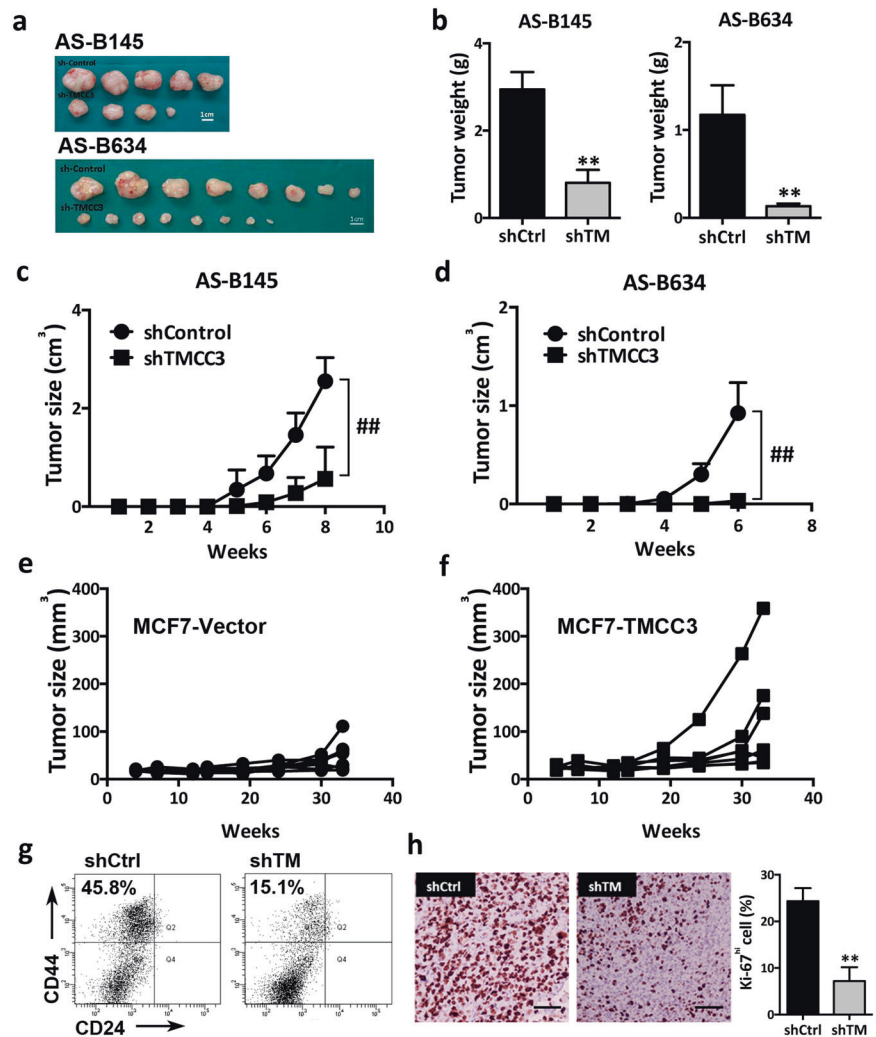 a
AS-B145
sh-Control
sh-TMCC3
1cm
AS-B634
sh-Control
sh-TMCC3
1cm
b
AS-B145
Tumor weight (g)
4
2
0
shCtrl
shTM
**
AS-B634
Tumor weight (g)
2
1
0
shCtrl
shTM
**
c
AS-B145
Tumor size (cm³)
4
2
0
shControl
shTMCC3
##
2 4 6 8 10
Weeks
d
AS-B634
Tumor size (cm³)
2
1
0
shControl
shTMCC3
##
2 4 6 8
Weeks
e
Tumor size (mm³)
400
300
200
100
0
MCF7-Vector
0 10 20 30 40
Weeks
f
Tumor size (mm³)
400
300
200
100
0
MCF7-TMCC3
0 10 20 30 40
Weeks
g
shCtrl
45.8%
Q2
Q4
shTM
15.1%
Q2
Q4
CD44
CD24
h
shCtrl
shTM
Ki-67ʰⁱ cell (%)
30
20
10
0
**
shCtrl
shTM